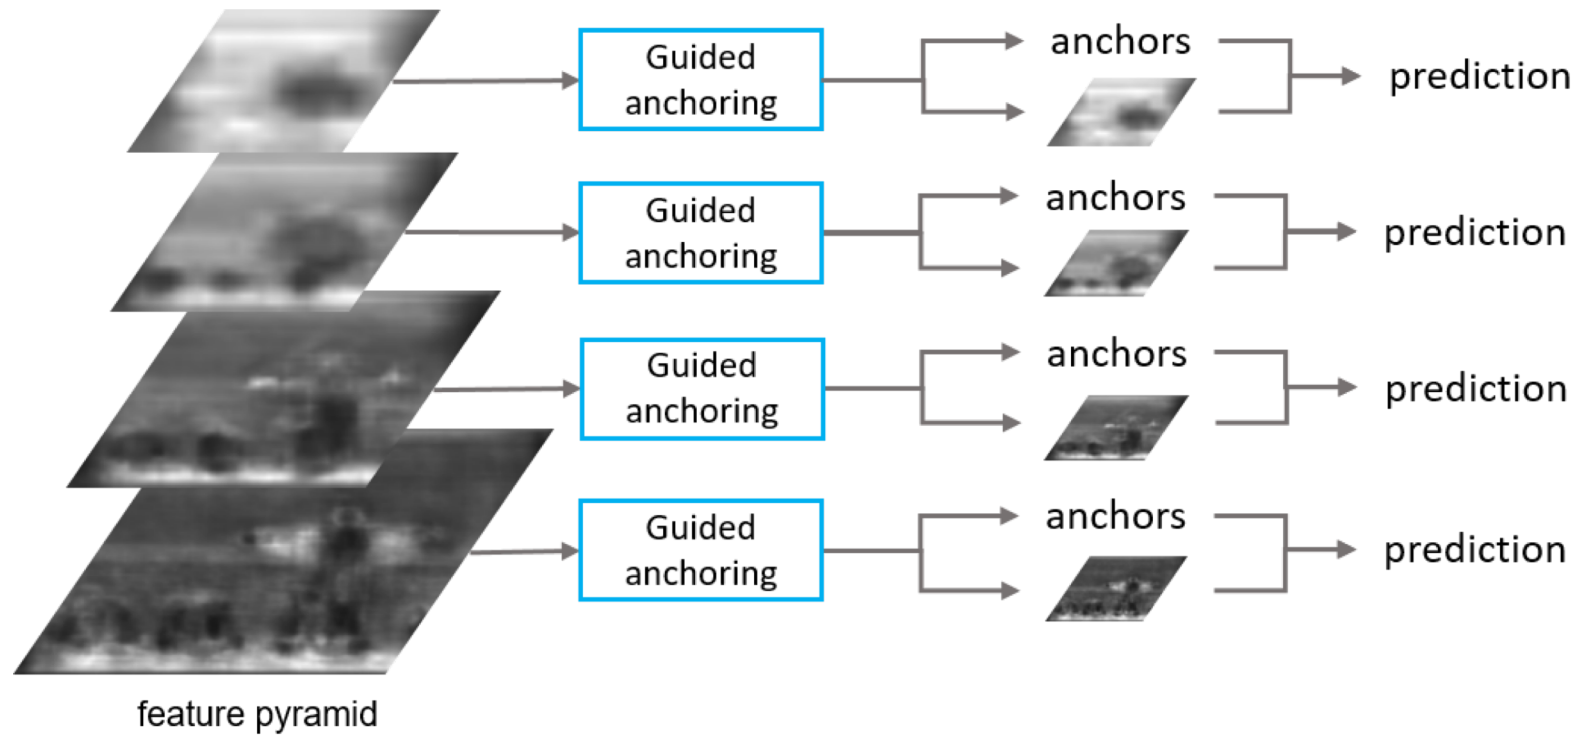 Guided
anchoring
anchors
prediction
Guided
anchoring
anchors
prediction
Guided
anchoring
anchors
prediction
Guided
anchoring
anchors
prediction
feature pyramid